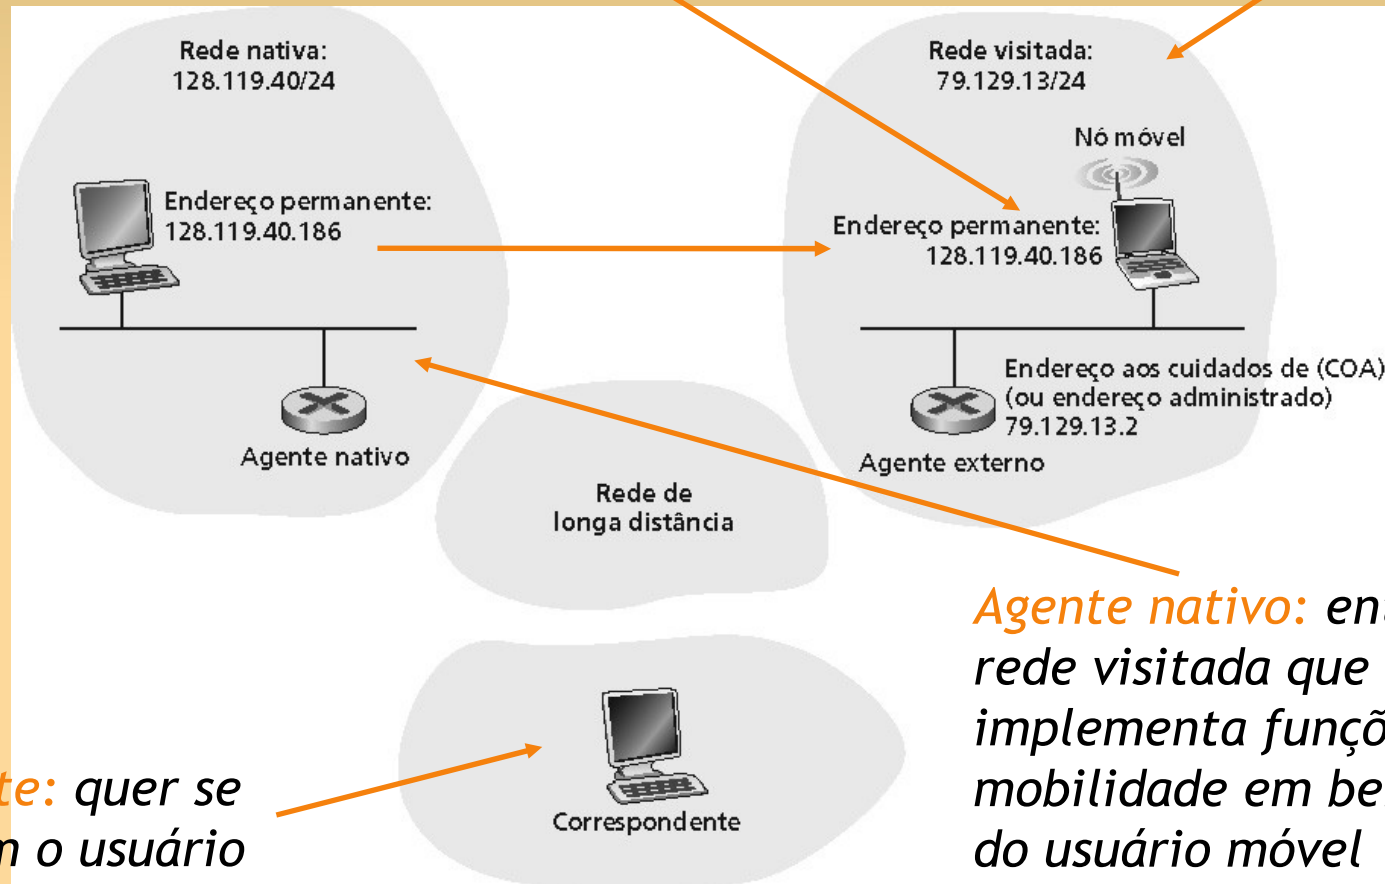 Rede nativa:
128.119.40/24
Rede visitada:
79.129.13/24
Nó móvel
Endereço permanente:
128.119.40.186
Endereço permanente:
128.119.40.186
Endereço aos cuidados de (COA)
(ou endereço administrado)
79.129.13.2
Agente nativo
Agente externo
Rede de
longa distância
Agente nativo:
rede visitada que
implementa
mobilidade em
do usuário móvel
quer se
o usuário
Correspondente